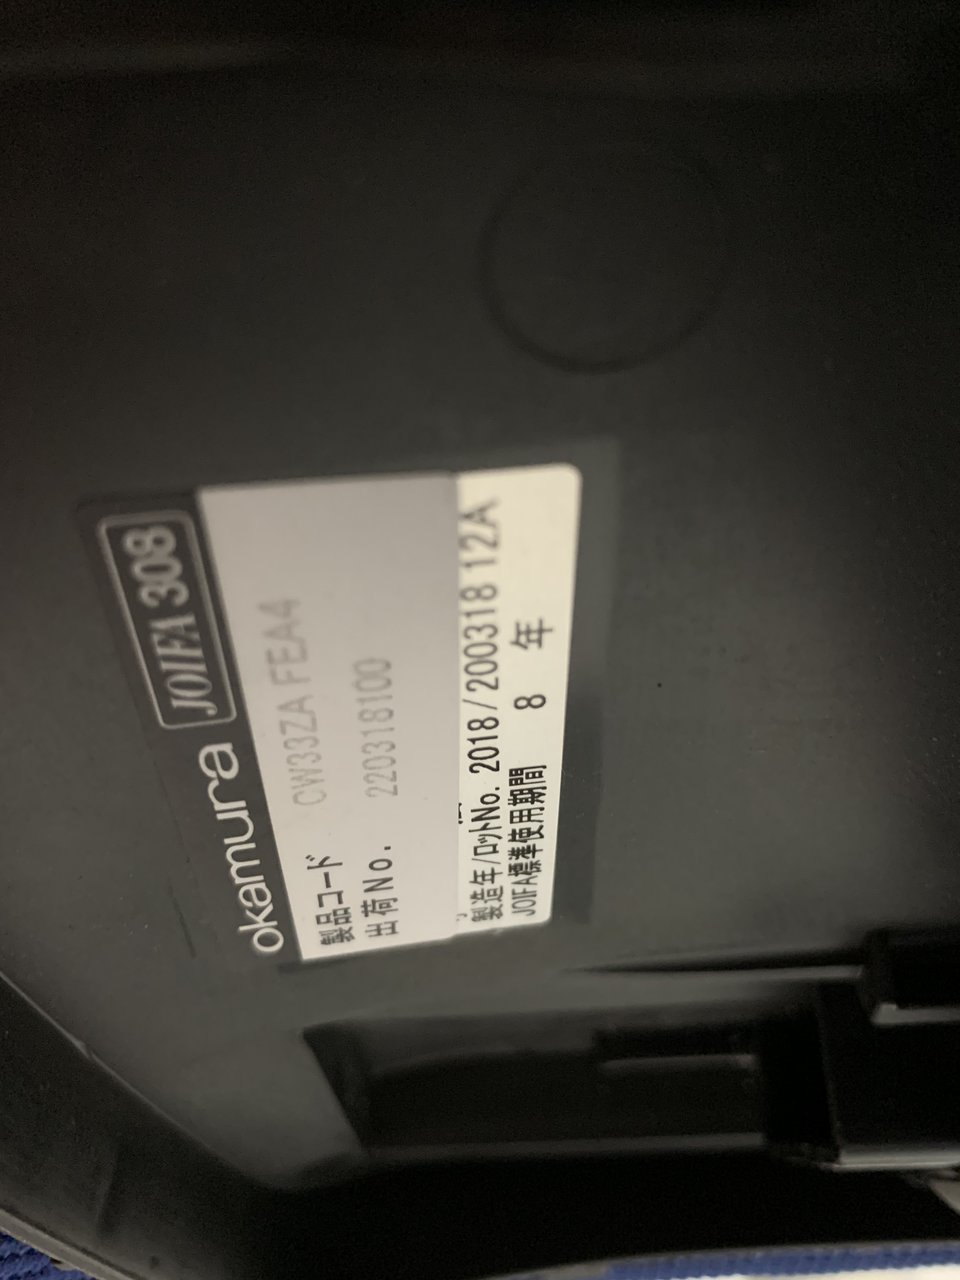 okamura JOIFA 308
製品コード CW33ZA FEA4
出荷No. 220318100
製造年/ロットNo. 2018/200318 12A
JOIFA標準使用期間 8 年